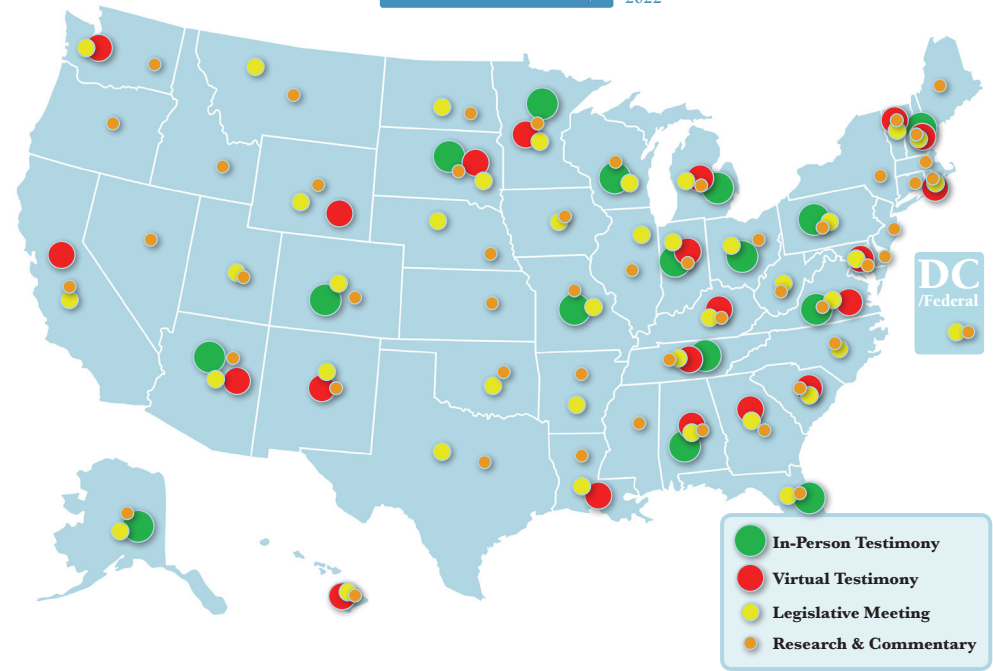 2022
DC
/Federal
In-Person Testimony
Virtual Testimony
Legislative Meeting
Research & Commentary